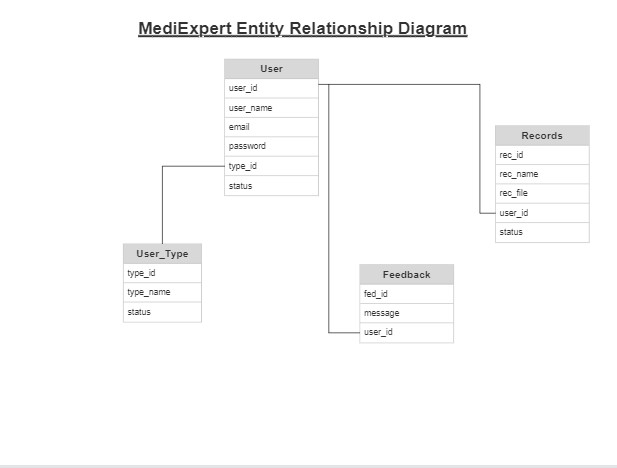 MediExpert Entity Relationship Diagram
User
user_id
user_name
email
password
type_id
status
Records
rec_id
rec_name
rec_file
user_id
status
User_Type
type_id
type_name
status
Feedback
fed_id
message
user_id